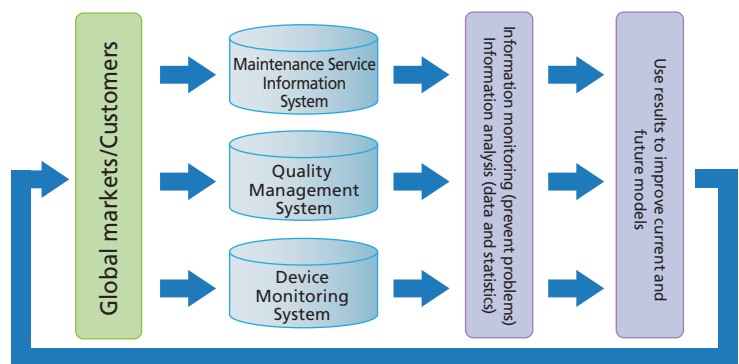 Global markets/Customers
Maintenance Service
Information
System
Quality
Management
System
Device
Monitoring
System
Information monitoring (prevent problems)
Information analysis (data and statistics)
Use results to improve current and
future models